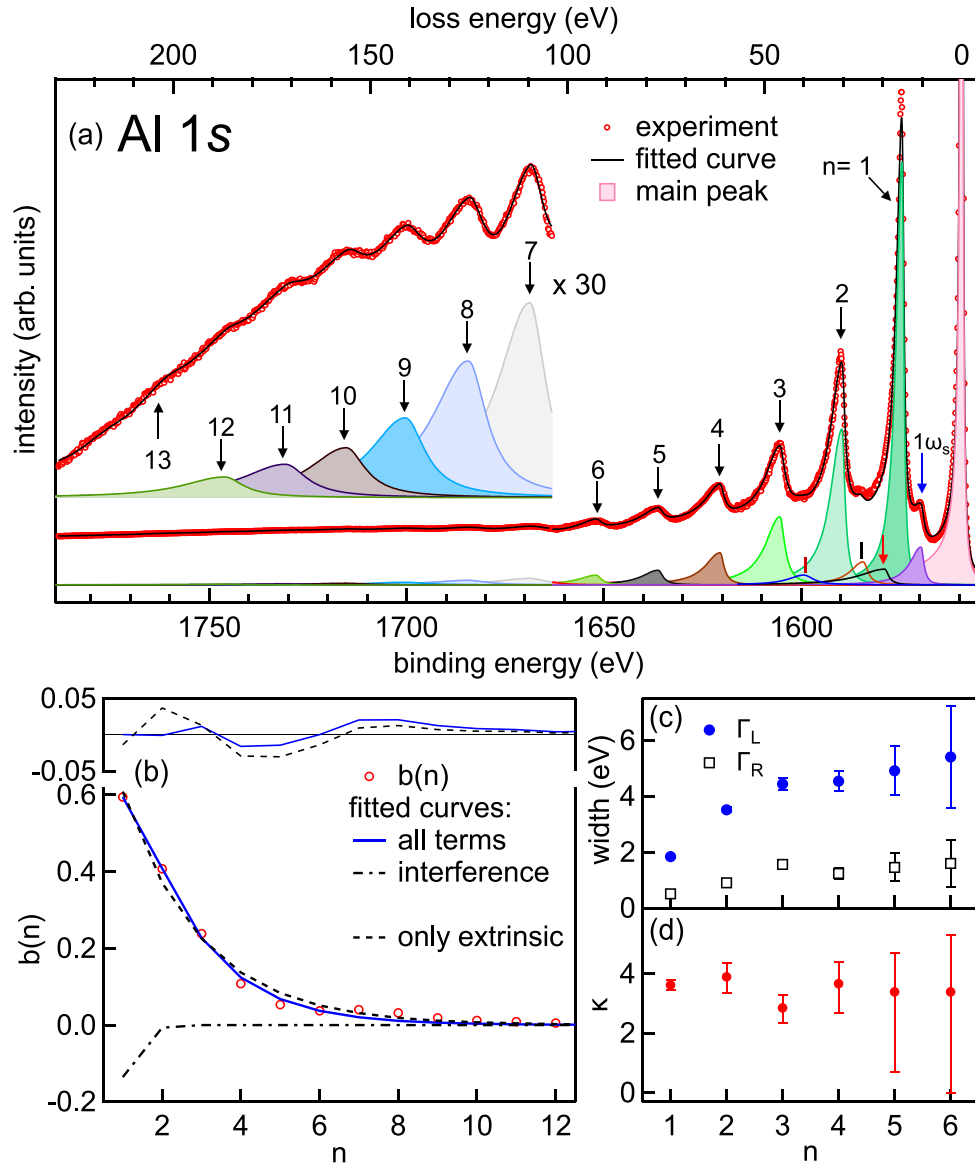 loss energy (eV)
200 150 100 50 0
(a) Al 1s
experiment
fitted curve
main peak
n= 1
x 30
7
8
9
10
11
12
13
2
3
4
5
6
1ωs
intensity (arb. units)
1750 1700 1650 1600
binding energy (eV)
0.05
-0.05
(b)
b(n)
fitted curves:
all terms
interference
only extrinsic
0.6
0.4
0.2
0.0
-0.2
b(n)
2 4 6 8 10 12
n
(c)
ΓL
ΓR
6
4
2
0
width (eV)
(d)
4
2
0
κ
1 2 3 4 5 6
n